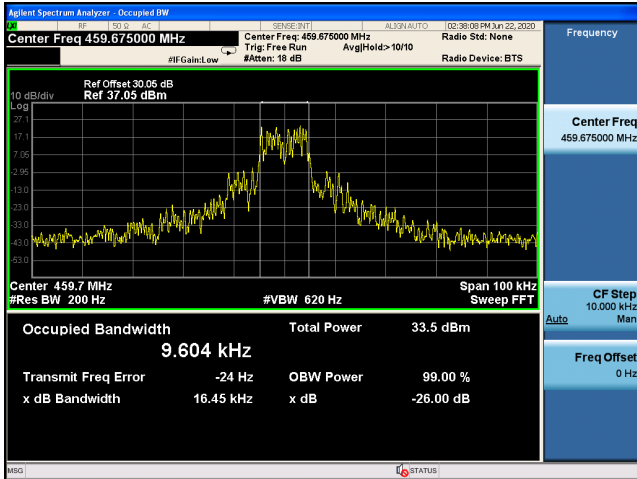 Agilent Spectrum Analyzer - Occupied BW
RF 50 Ω AC SENSE:INT ALIGN AUTO 02:38:08 PM Jun 22, 2020
Center Freq 459.675000 MHz Center Freq: 459.675000 MHz Radio Std: None
Trig: Free Run Avg|Hold:> 10/10
#IFGain:Low #Atten: 18 dB Radio Device: BTS
Ref Offset 30.05 dB
10 dB/div Ref 37.05 dBm
Log
27.1
17.1
7.05
-2.95
-13.0
-23.0
-33.0
-43.0
-53.0
Center 459.7 MHz Span 100 kHz
#Res BW 200 Hz #VBW 620 Hz Sweep FFT
Occupied Bandwidth Total Power 33.5 dBm
9.604 kHz
Transmit Freq Error -24 Hz OBW Power 99.00 %
x dB Bandwidth 16.45 kHz x dB -26.00 dB
MSG STATUS
Frequency
Center Freq
459.675000 MHz
CF Step
10.000 kHz
Auto Man
Freq Offset
0 Hz